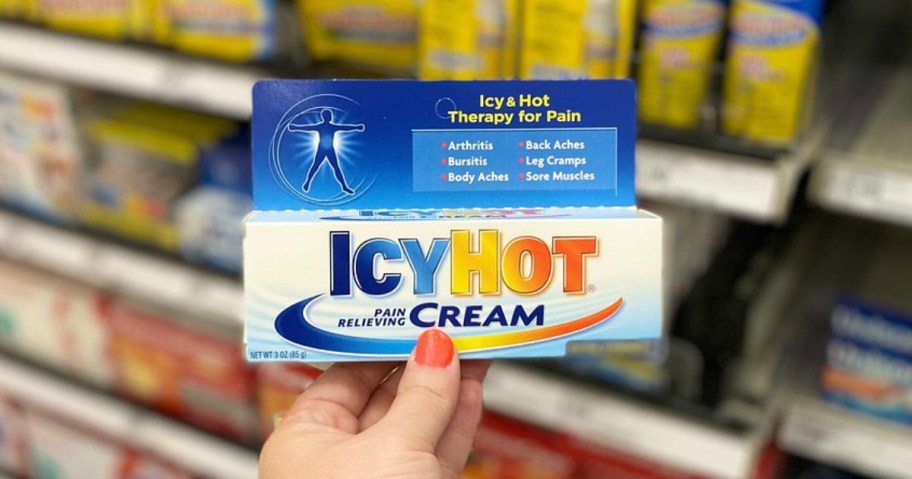 Icy & Hot
Therapy for Pain
Arthritis
Back Aches
Bursitis
Leg Cramps
Body Aches
Sore Muscles
ICY HOT®
PAIN
RELIEVING CREAM
NET WT 3 OZ (85 g)